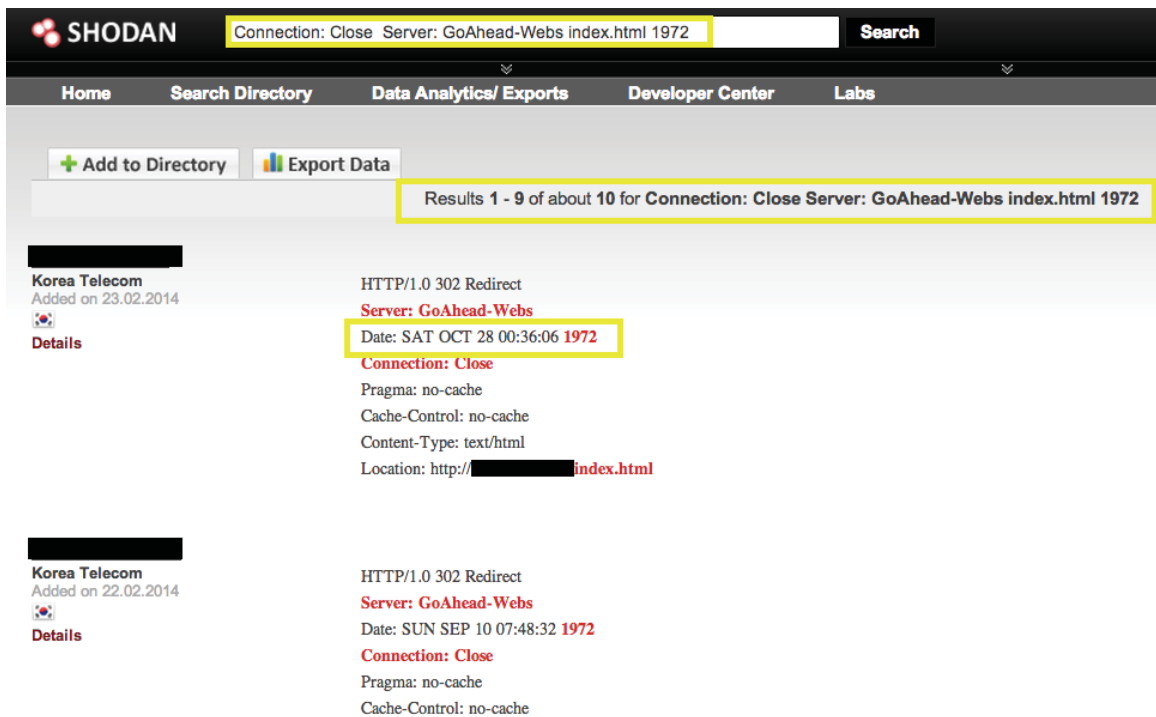 SHODAN
Connection: Close  Server: GoAhead-Webs index.html 1972
Search
Home Search Directory Data Analytics/ Exports Developer Center Labs
Add to Directory Export Data
Results 1 - 9 of about 10 for Connection: Close Server: GoAhead-Webs index.html 1972
Korea Telecom
Added on 23.02.2014
Details
HTTP/1.0 302 Redirect
Server: GoAhead-Webs
Date: SAT OCT 28 00:36:06 1972
Connection: Close
Pragma: no-cache
Cache-Control: no-cache
Content-Type: text/html
Location: http:// index.html
Korea Telecom
Added on 22.02.2014
Details
HTTP/1.0 302 Redirect
Server: GoAhead-Webs
Date: SUN SEP 10 07:48:32 1972
Connection: Close
Pragma: no-cache
Cache-Control: no-cache